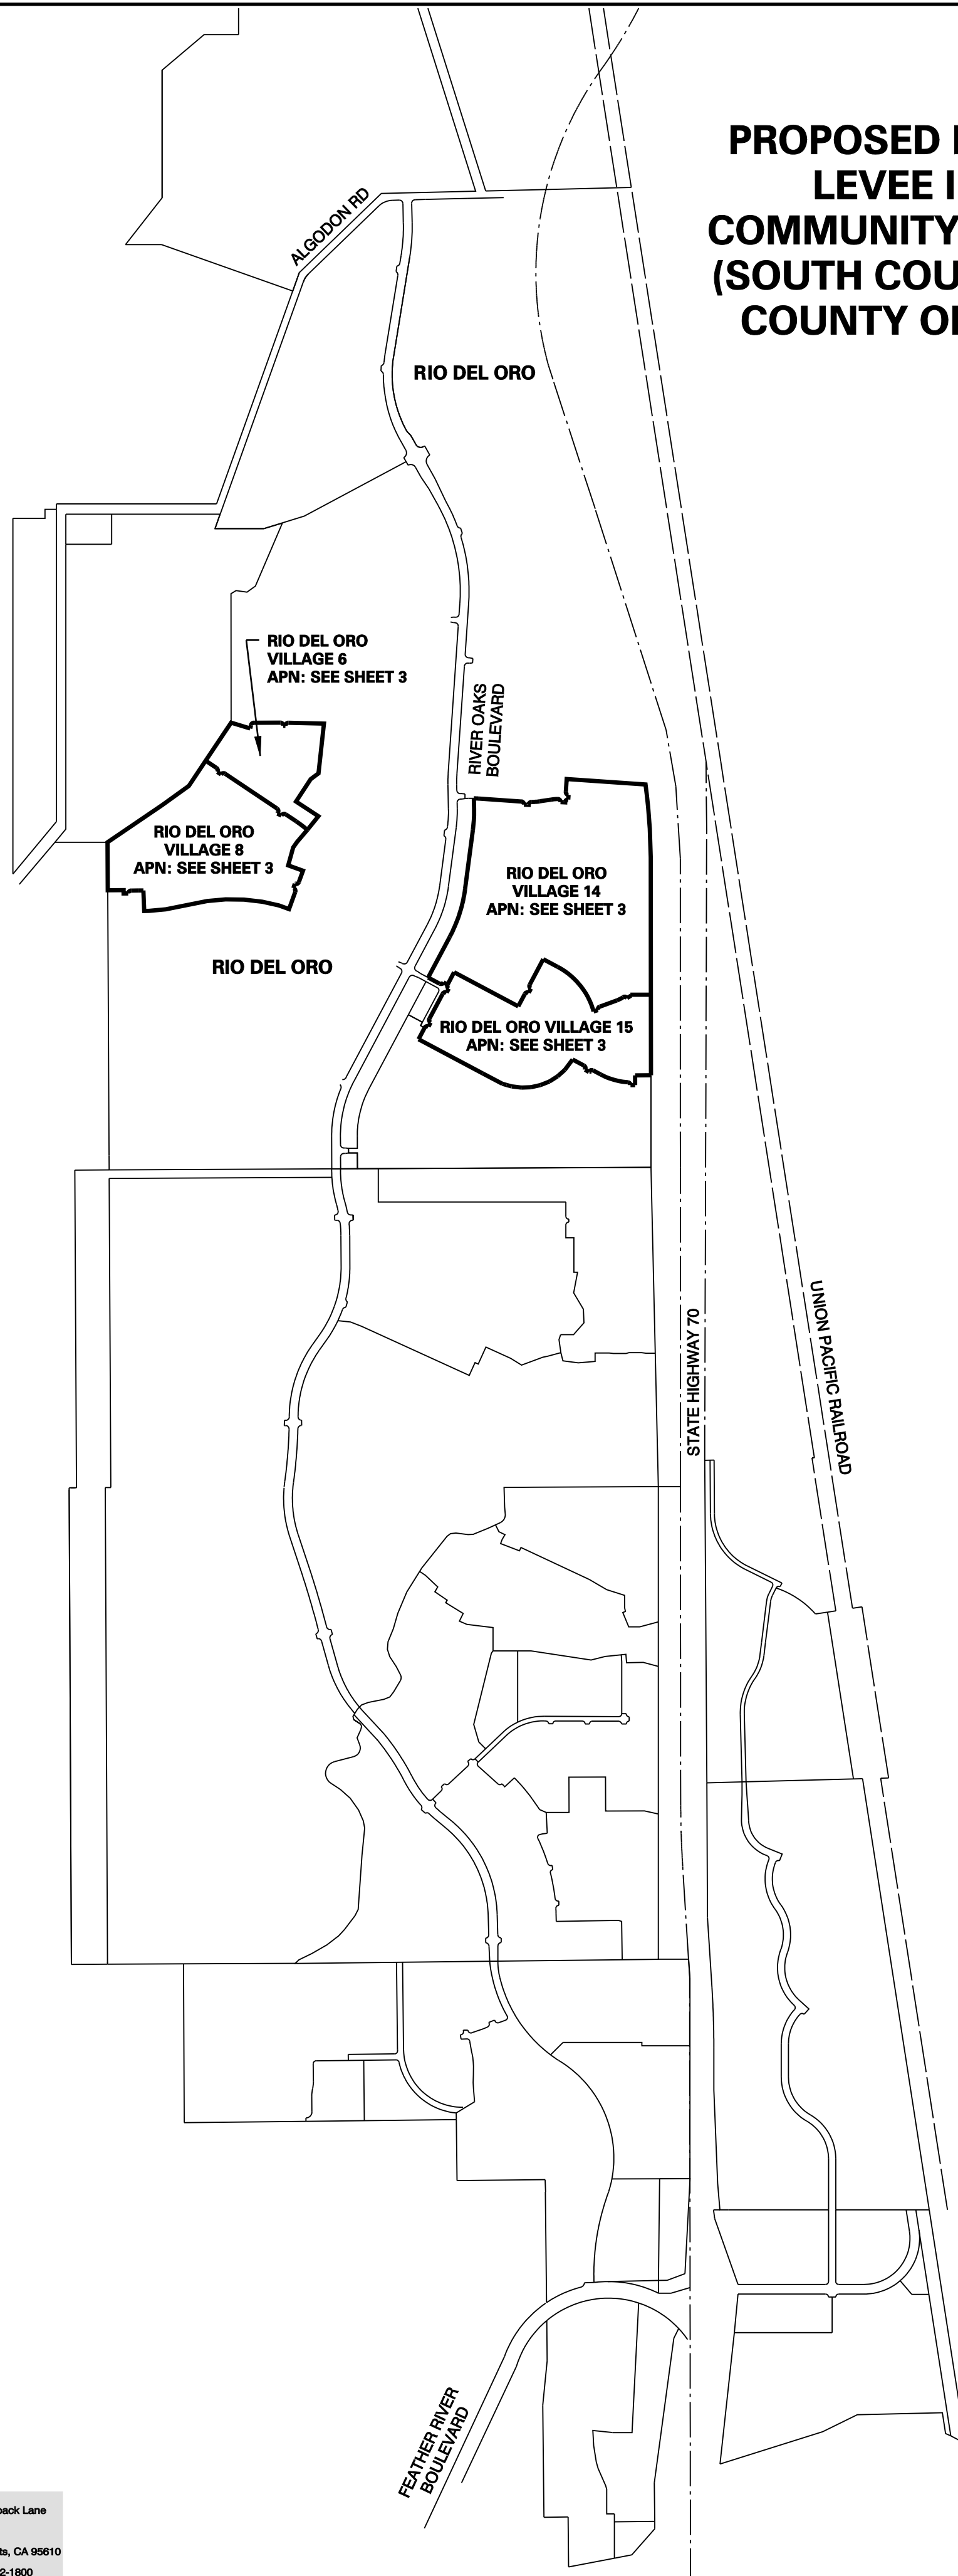 PROPOSED
LEVEE
COMMUNITY
(SOUTH
COUNTY
ALGODON RD
RIO DEL ORO
RIO DEL ORO
VILLAGE 6
APN: SEE SHEET 3
RIVER OAKS
BOULEVARD
RIO DEL ORO
VILLAGE 8
APN: SEE SHEET 3
RIO DEL ORO
VILLAGE 14
APN: SEE SHEET 3
RIO DEL ORO
RIO DEL ORO VILLAGE 15
APN: SEE SHEET 3
STATE HIGHWAY 70
UNION PACIFIC RAILROAD
FEATHER RIVER
BOULEVARD
Lane
CA 95610
2-1800